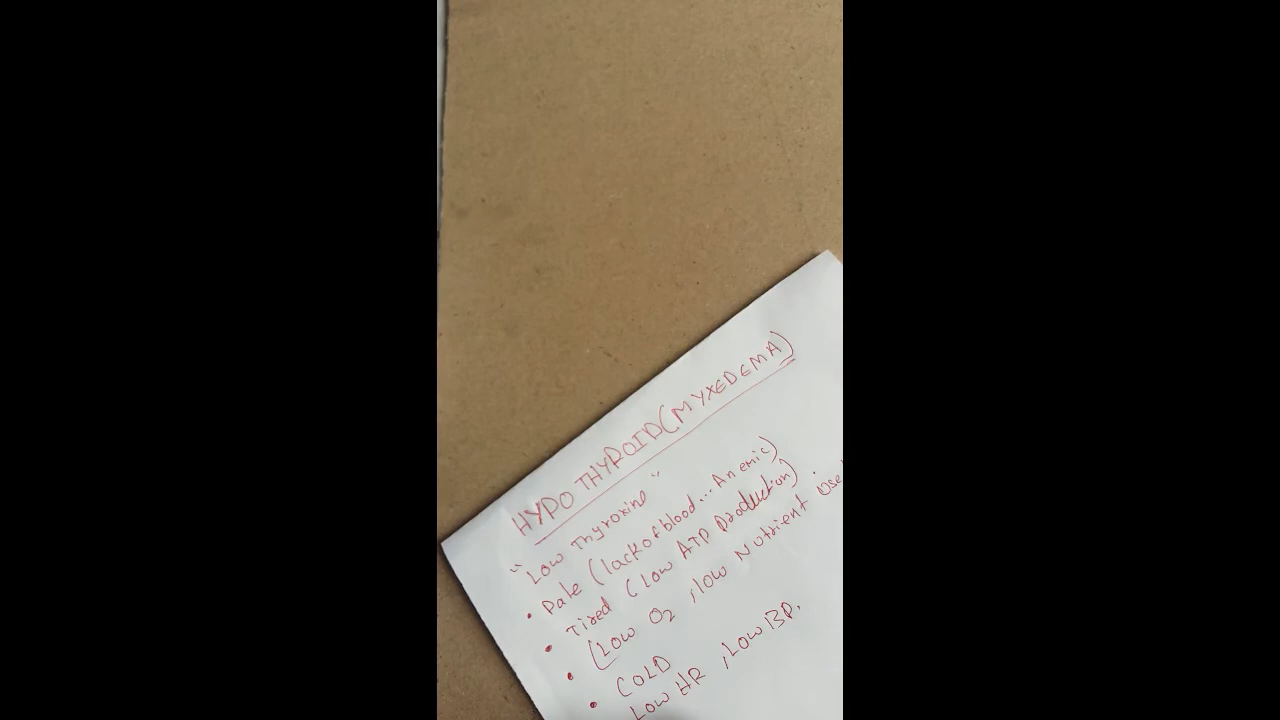 HYPO THYROID (MYXEDEMA)
"Low Thyroxine"
• Pale (lack of blood... Anemic)
• Tired (Low ATP Production)
• (Low O2, low Nutrient Use
• COLD
Low HR, Low BP.